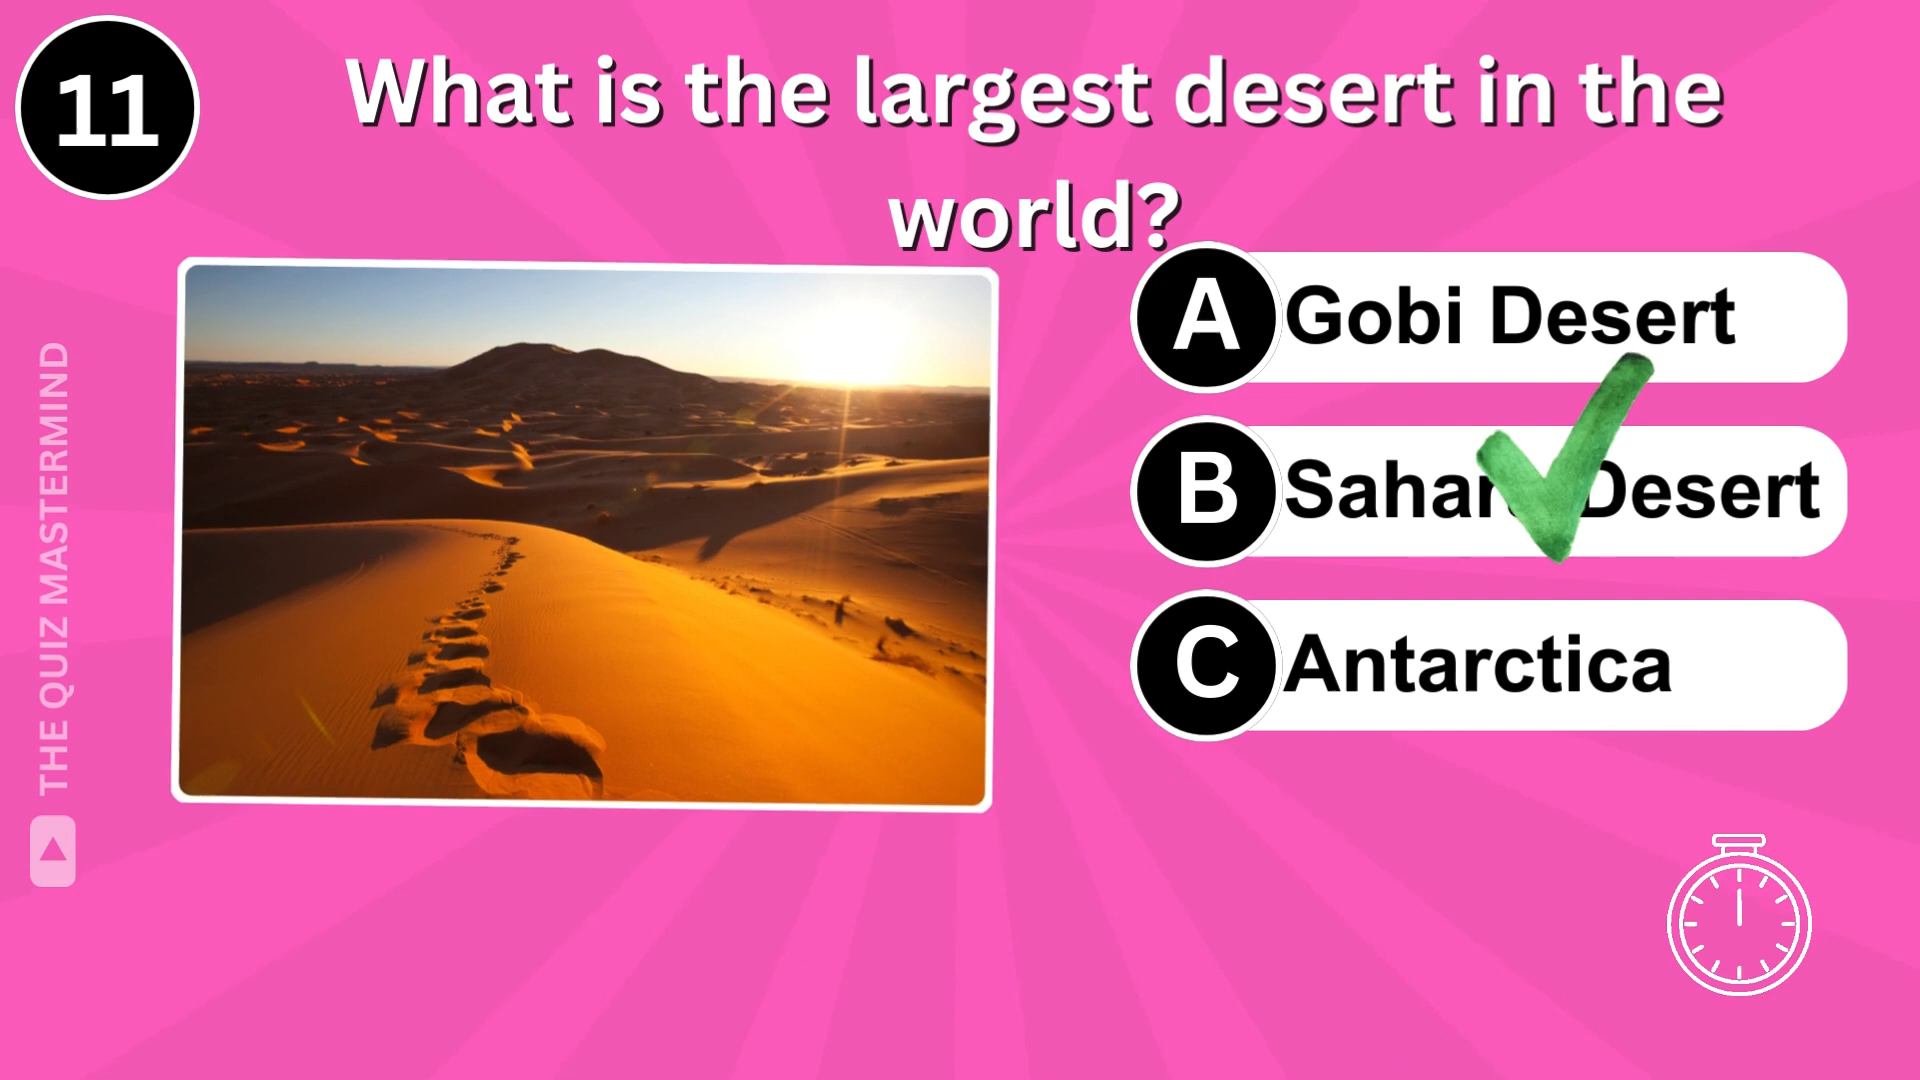 11
What is the largest desert in the
world?
A Gobi Desert
B Sahara Desert
C Antarctica
THE QUIZ MASTERMIND